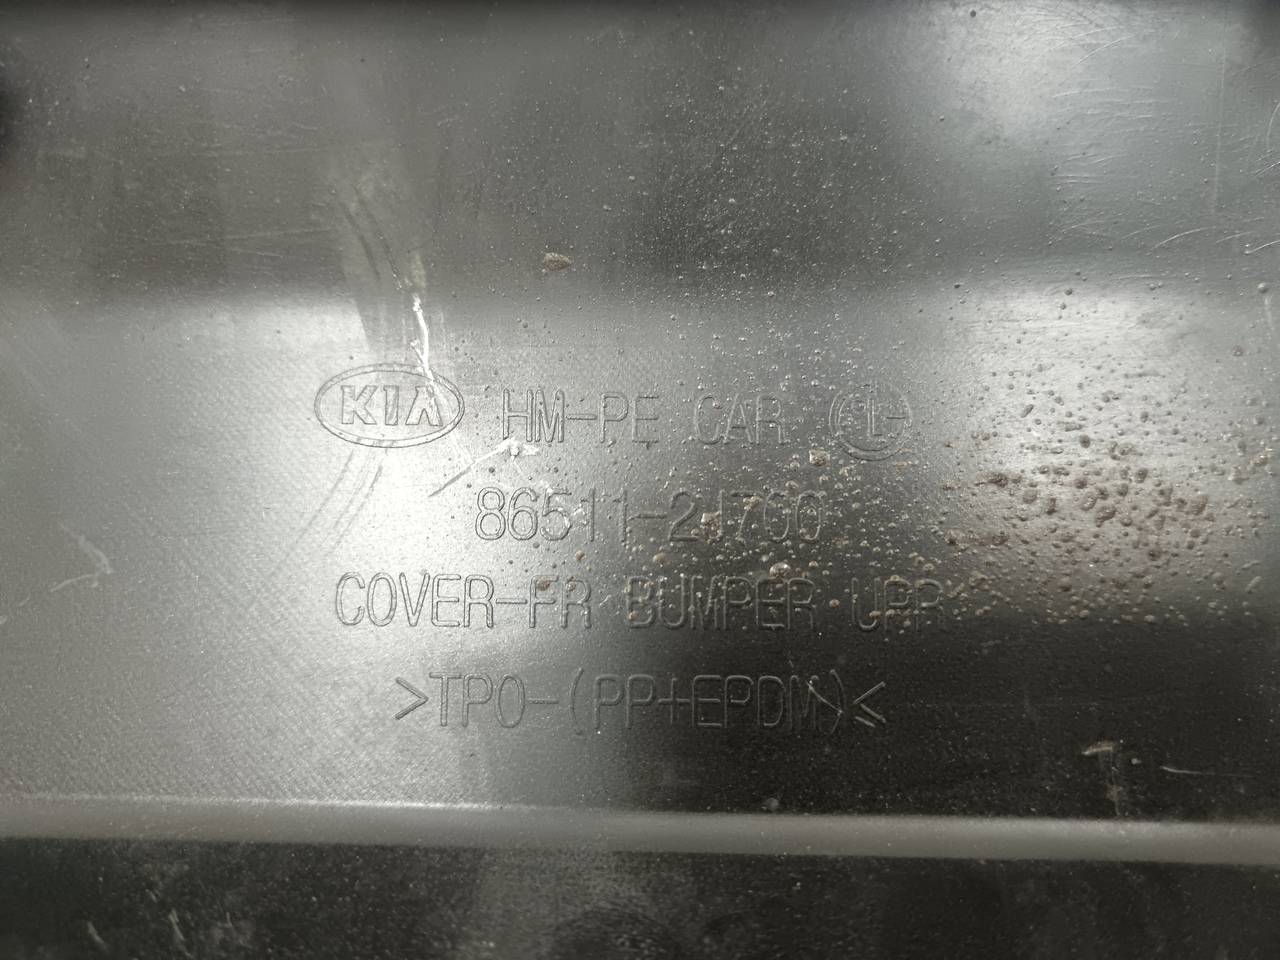 KIA HM-PE CAR
86511-2J700
COVER-FR BUMPER UPR
>TPO-(PP+EPDM)<